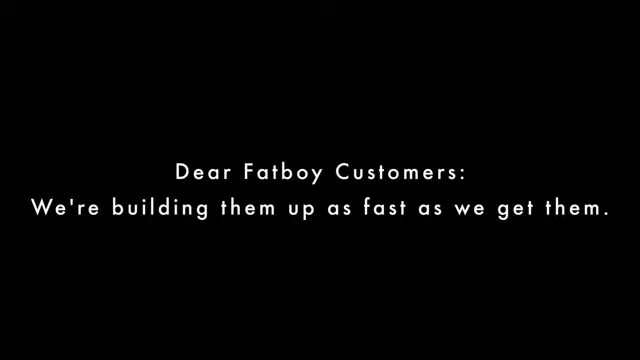 Dear Fatboy Customers:
We're building them up as fast as we get them.